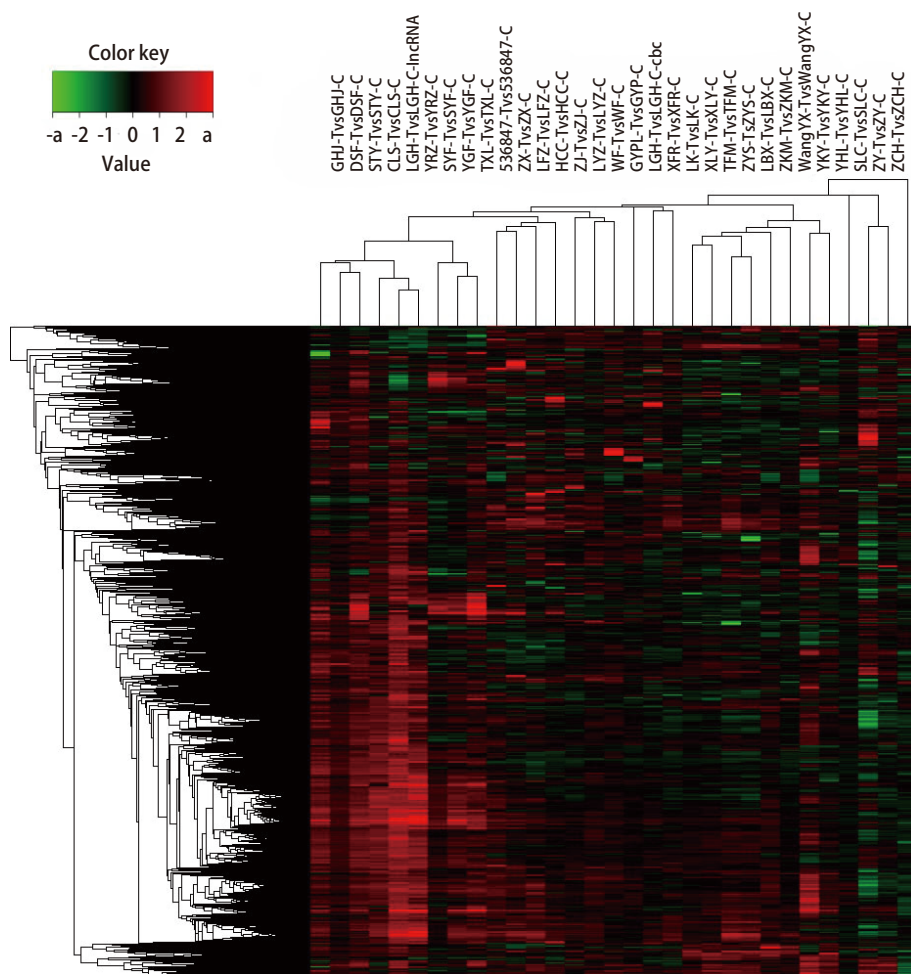 Color key
-a -2 -1 0 1 2 a
Value
GHJ-TvsGHJ-C
DSF-TvsDSF-C
STY-TvsSTY-C
CLS-TvsCLS-C
LGH-TvsLGH-C-lncRNA
YRZ-TvsYRZ-C
SYF-TvsSYF-C
YGF-TvsYGF-C
TXL-TvsTXL-C
536847-Tvs536847-C
ZX-TvsZX-C
LFZ-TvsLFZ-C
HCC-TvsHCC-C
ZJ-TvsZJ-C
LYZ-TvsLYZ-C
WF-TvsWF-C
GYPL-TvsGYP-C
LGH-TvsLGH-C-cbc
XFR-TvsXFR-C
LK-TvsLK-C
XLY-TvsXLY-C
TFM-TvsTFM-C
ZYS-TsZYS-C
LBX-TvsLBX-C
ZKM-TvsZKM-C
WangYX-TvsWangYX-C
YKY-TvsYKY-C
YHL-TvsYHL-C
SLC-TvsSLC-C
ZY-TvsZY-C
ZCH-TvsZCH-C